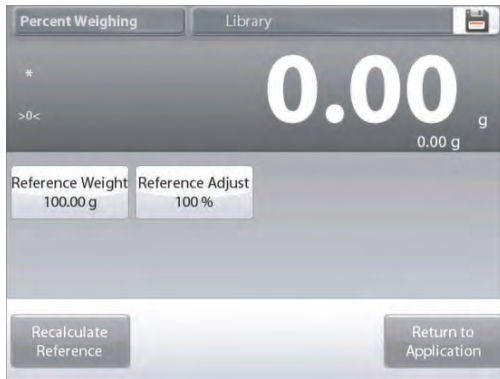 Percent Weighing
Library
*
>0<
0.00 g
0.00 g
Reference Weight
100.00 g
Reference Adjust
100 %
Recalculate
Reference
Return to
Application